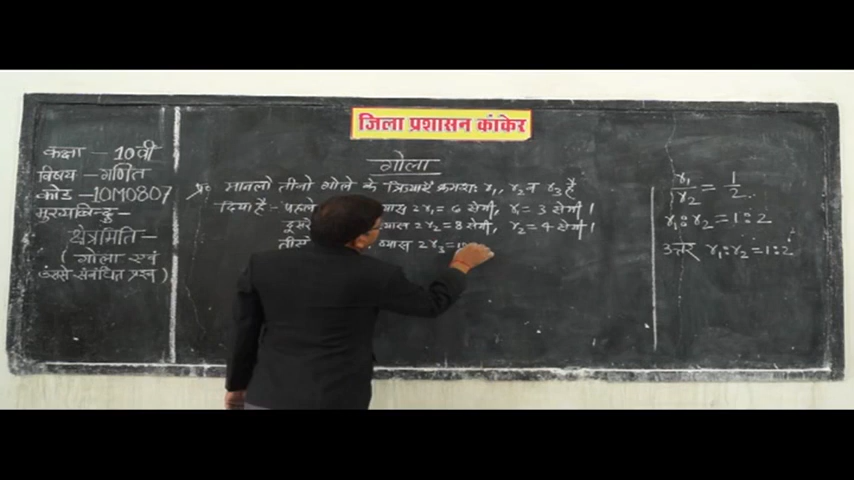 जिला प्रशासन कांकेर
कक्षा - 10वी
विषय - गणित
कोड - 10M0807
मुख्यबिन्दु -
क्षेत्रमिति -
( गोला एवं
उससे संबंधित प्रश्न )
गोला
प्र० मानलो तीनो गोले के त्रिज्याएँ क्रमशः r₁, r₂ व r₃ है
दिया है :- पहले व्यास 2r₁ = 6 सेमी, r₁ = 3 सेमी ।
दूसरे व्यास 2r₂ = 8 सेमी, r₂ = 4 सेमी ।
तीसरे व्यास 2r₃ =
r₁/r₂ = 1/2
r₁ : r₂ = 1 : 2
उत्तर r₁ : r₂ = 1 : 2